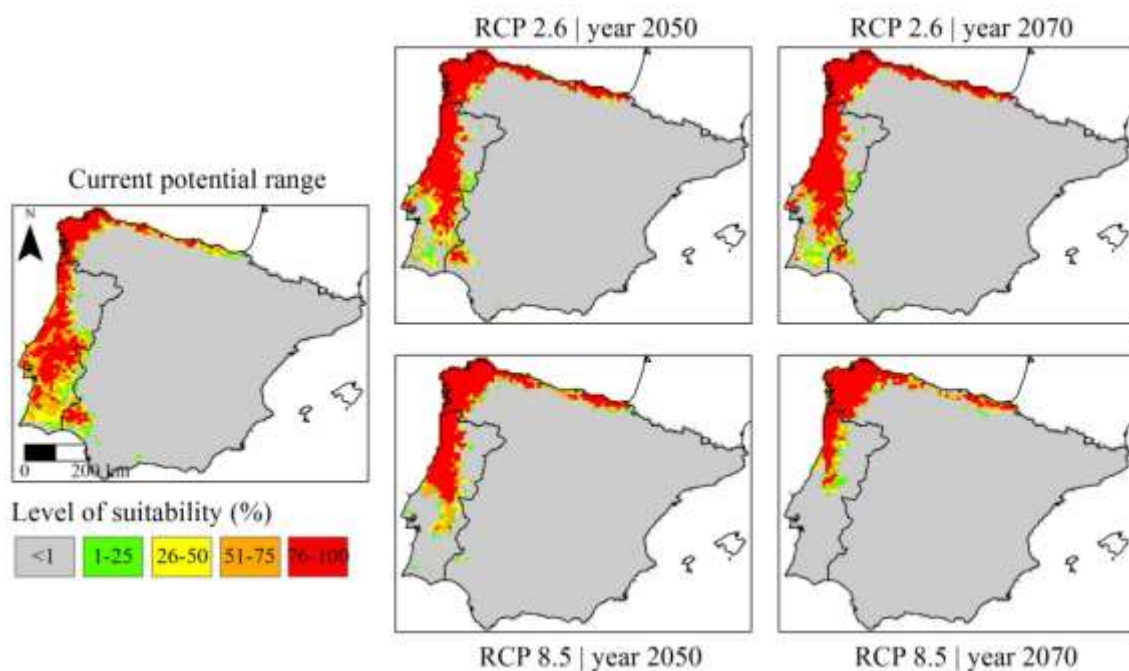 RCP 2.6 | year 2050
RCP 2.6 | year 2070
Current potential range
N
0 200 km
Level of suitability (%)
<1 1-25 26-50 51-75 76-100
RCP 8.5 | year 2050
RCP 8.5 | year 2070